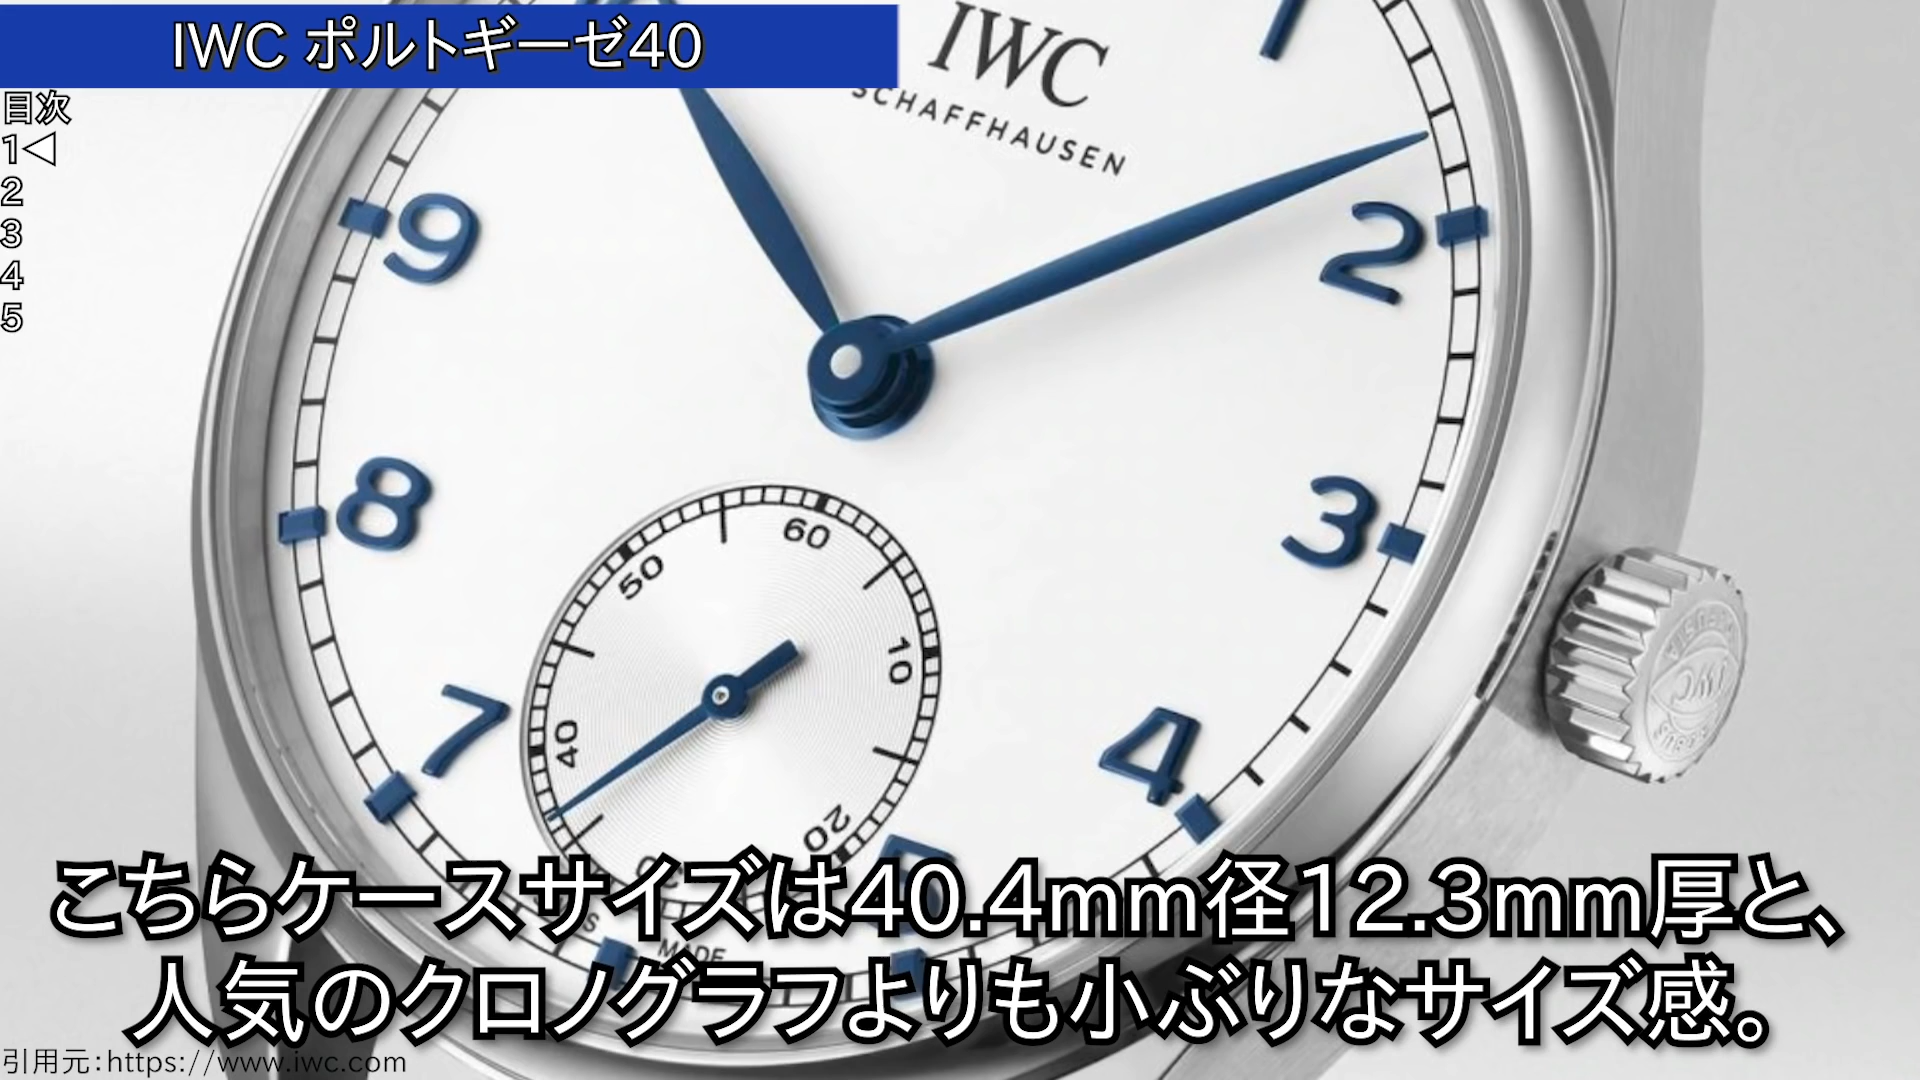 IWC ポルトギーゼ40
目次
1◁
2
3
4
5
IWC
SCHAFFHAUSEN
9
2
8
3
7
4
60
50
10
40
20
MADE
こちらケースサイズは40.4mm径12.3mm厚と、
人気のクロノグラフよりも小ぶりなサイズ感。
引用元:https://www.iwc.com